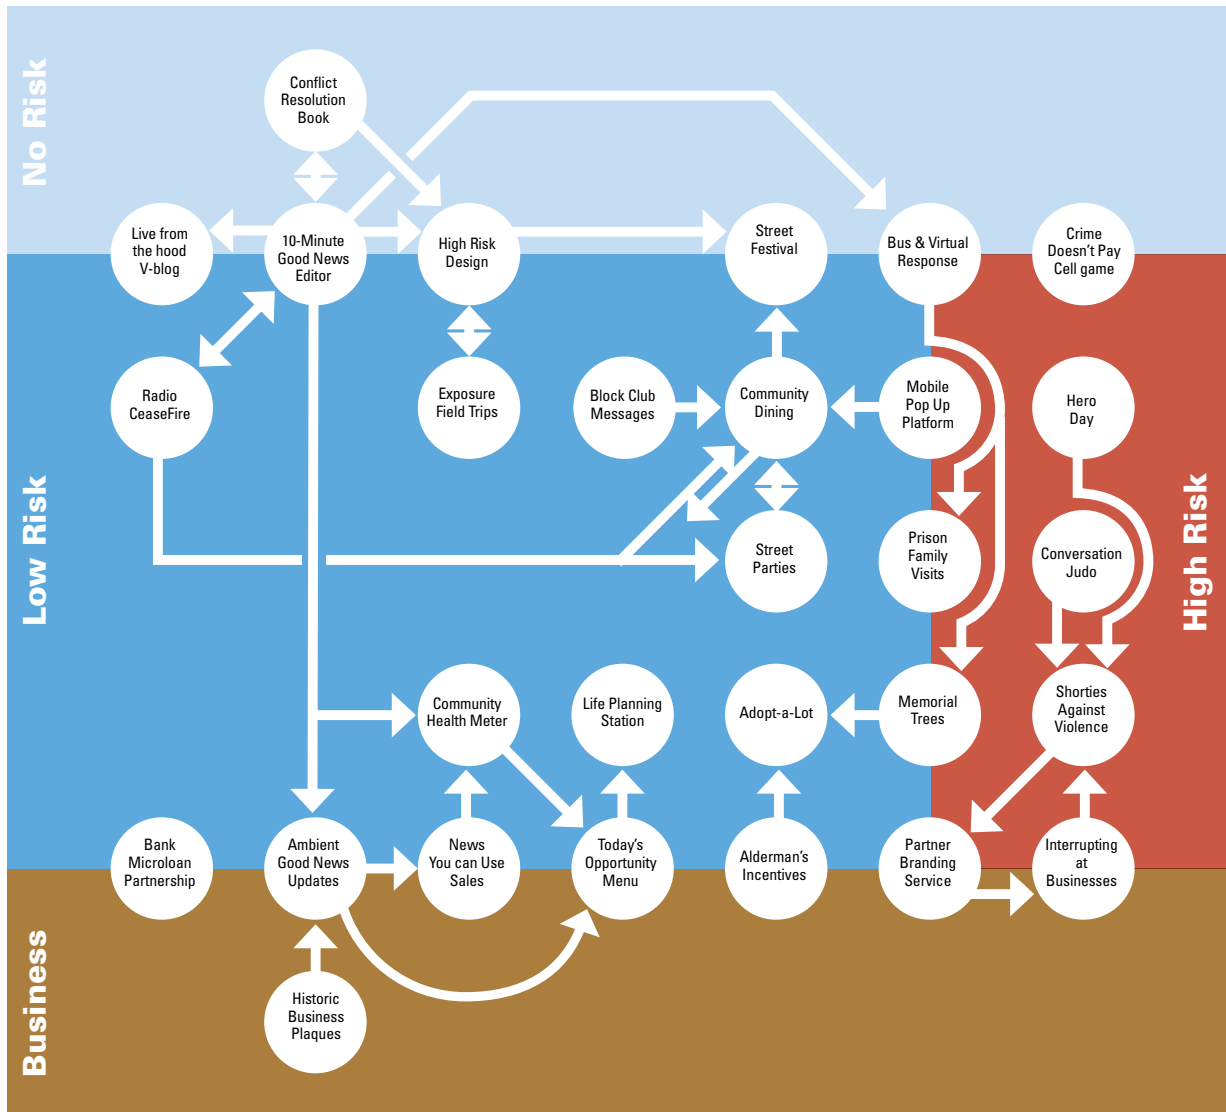 No Risk
Conflict
Resolution
Book
Live from
the hood
V-blog
10-Minute
Good News
Editor
High Risk
Design
Street
Festival
Bus & Virtual
Response
Crime
Doesn't Pay
Cell game
Low Risk
High Risk
Radio
CeaseFire
Exposure
Field Trips
Block Club
Messages
Community
Dining
Mobile
Pop Up
Platform
Hero
Day
Street
Parties
Prison
Family
Visits
Conversation
Judo
Community
Health Meter
Life Planning
Station
Adopt-a-Lot
Memorial
Trees
Shorties
Against
Violence
Bank
Microloan
Partnership
Ambient
Good News
Updates
News
You can Use
Sales
Today's
Opportunity
Menu
Alderman's
Incentives
Partner
Branding
Service
Interrupting
at
Businesses
Business
Historic
Business
Plaques